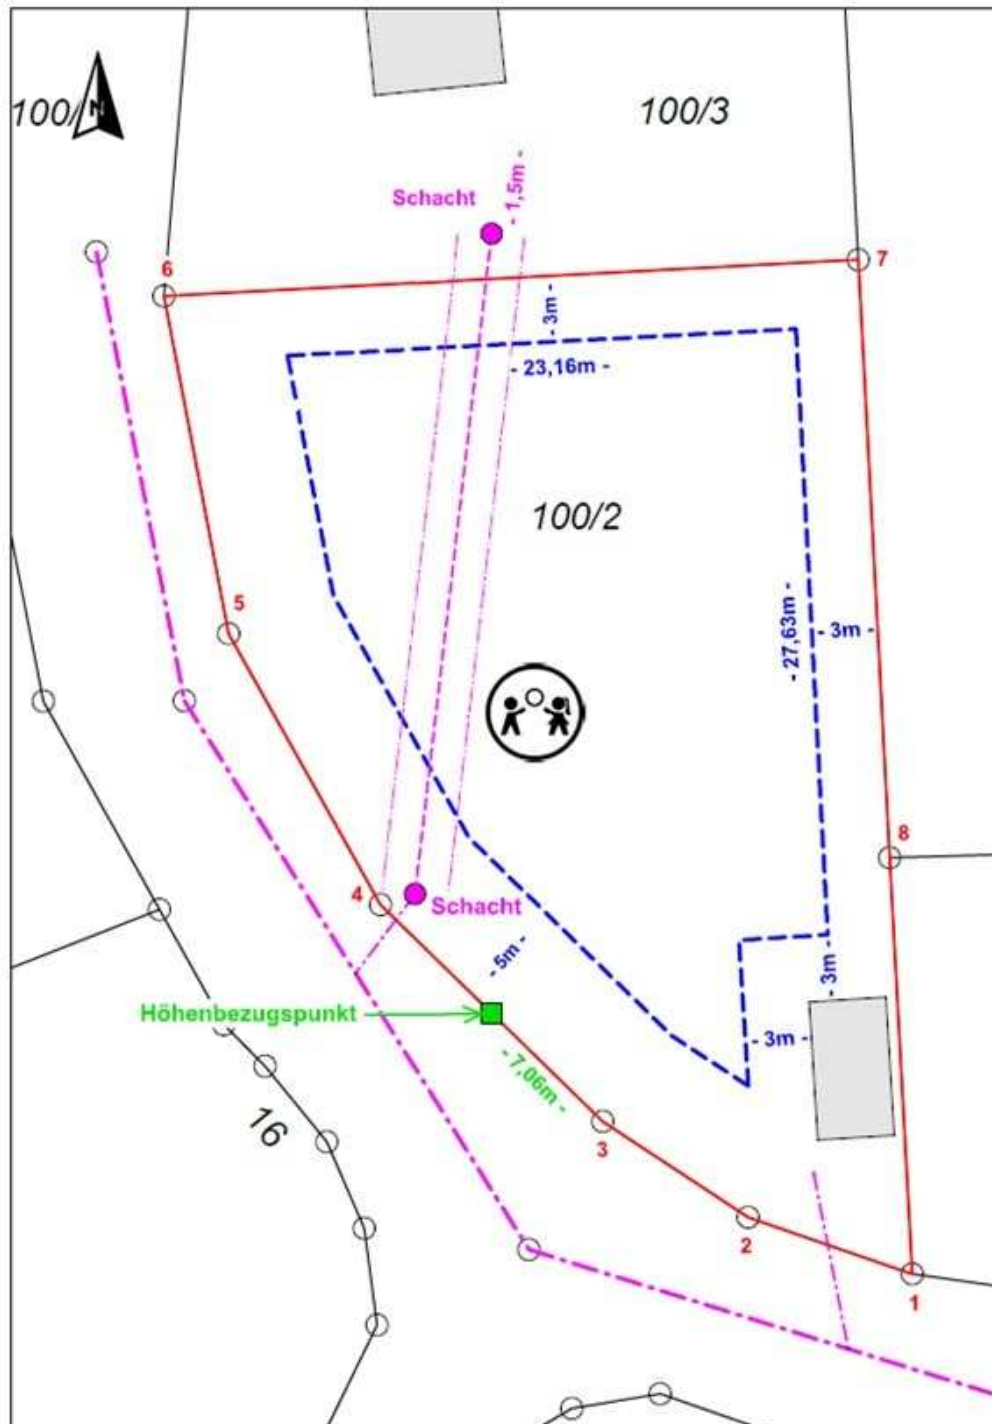 100/
N
100/3
Schacht
- 1,5m -
6
7
- 3m -
- 23,16m -
100/2
5
- 27,63m -
- 3m -
8
4
Schacht
- 5m -
- 3m -
Höhenbezugspunkt
- 3m -
- 7,06m -
16
3
2
1